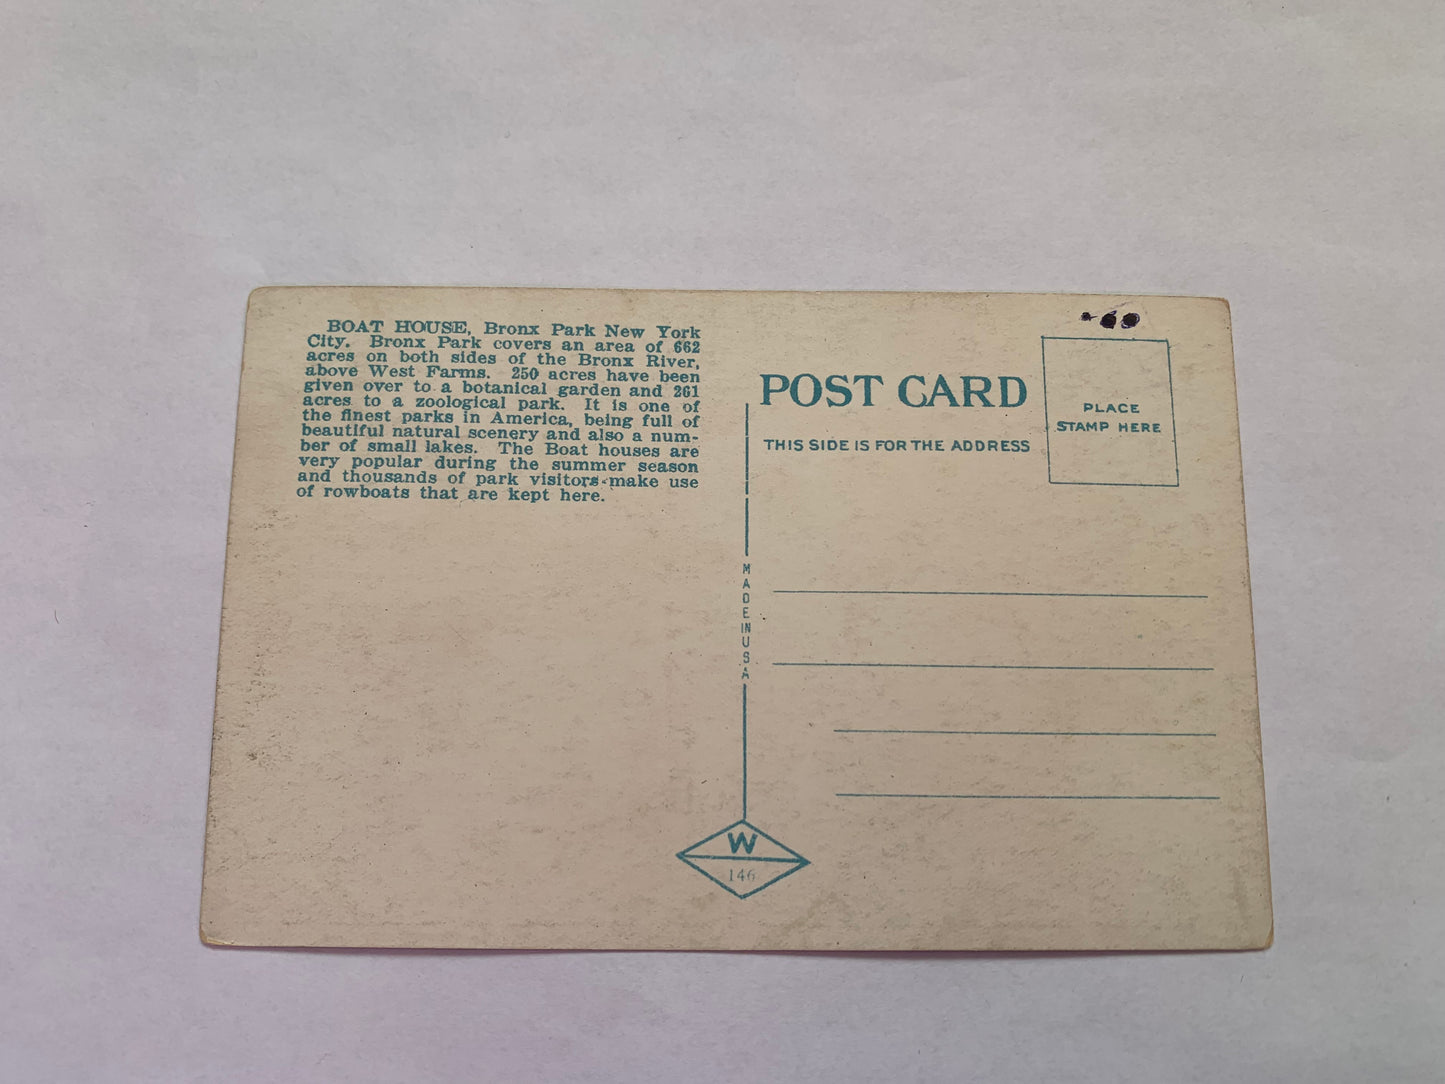 BOAT HOUSE, Bronx Park New York
City. Bronx Park covers an area of 662
acres on both sides of the Bronx River,
above West Farms. 250 acres have been
given over to a botanical garden and 261
acres to a zoological park. It is one of
the finest parks in America, being full of
beautiful natural scenery and also a num-
ber of small lakes. The Boat houses are
very popular during the summer season
and thousands of park visitors make use
of rowboats that are kept here.
POST CARD
THIS SIDE IS FOR THE ADDRESS
PLACE
STAMP HERE
MADE IN USA
W
146